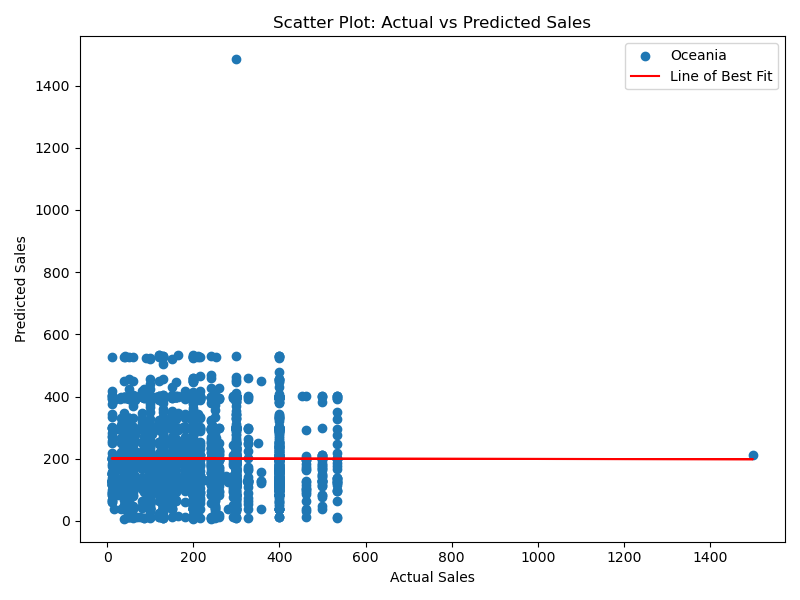 Scatter Plot: Actual vs Predicted Sales
Oceania
Line of Best Fit
Predicted Sales
1400
1200
1000
800
600
400
200
0
0 200 400 600 800 1000 1200 1400
Actual Sales